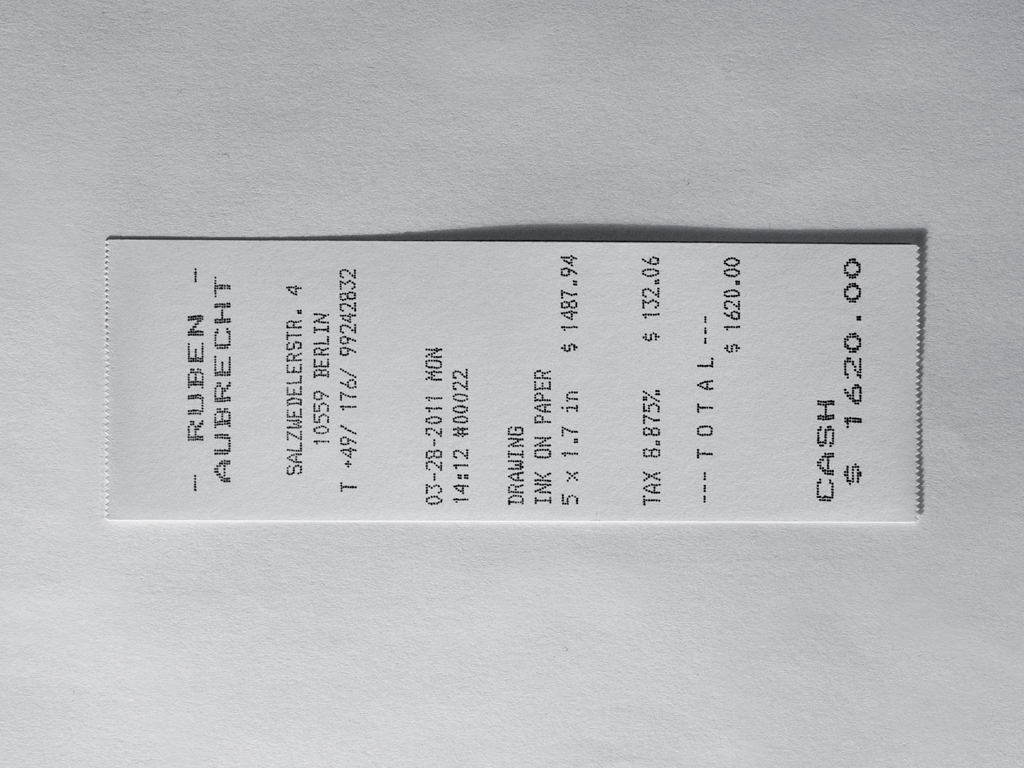 - RUBEN -
AUBRECHT
SALZWEDELERSTR. 4
10559 BERLIN
T +49/ 176/ 99242832
03-28-2011 MON
14:12 #00022
DRAWING
INK ON PAPER
5 x 1.7 in $ 1487.94
TAX 8.875% $ 132.06
--- T O T A L ---
$ 1620.00
CASH
$ 1620.00